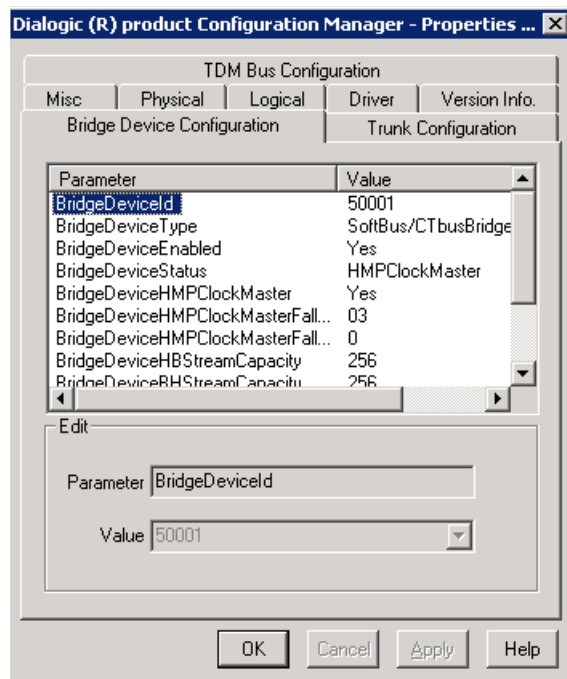 Dialogic (R) product Configuration Manager - Properties ...
TDM Bus Configuration
Misc Physical Logical Driver Version Info.
Bridge Device Configuration Trunk Configuration
Parameter Value
BridgeDeviceId 50001
BridgeDeviceType SoftBus/CTbusBridge
BridgeDeviceEnabled Yes
BridgeDeviceStatus HMPClockMaster
BridgeDeviceHMPClockMaster Yes
BridgeDeviceHMPClockMasterFall... 03
BridgeDeviceHMPClockMasterFall... 0
BridgeDeviceHBStreamCapacity 256
BridgeDeviceBHStreamCapacity 256
Edit
Parameter BridgeDeviceId
Value 50001
OK Cancel Apply Help